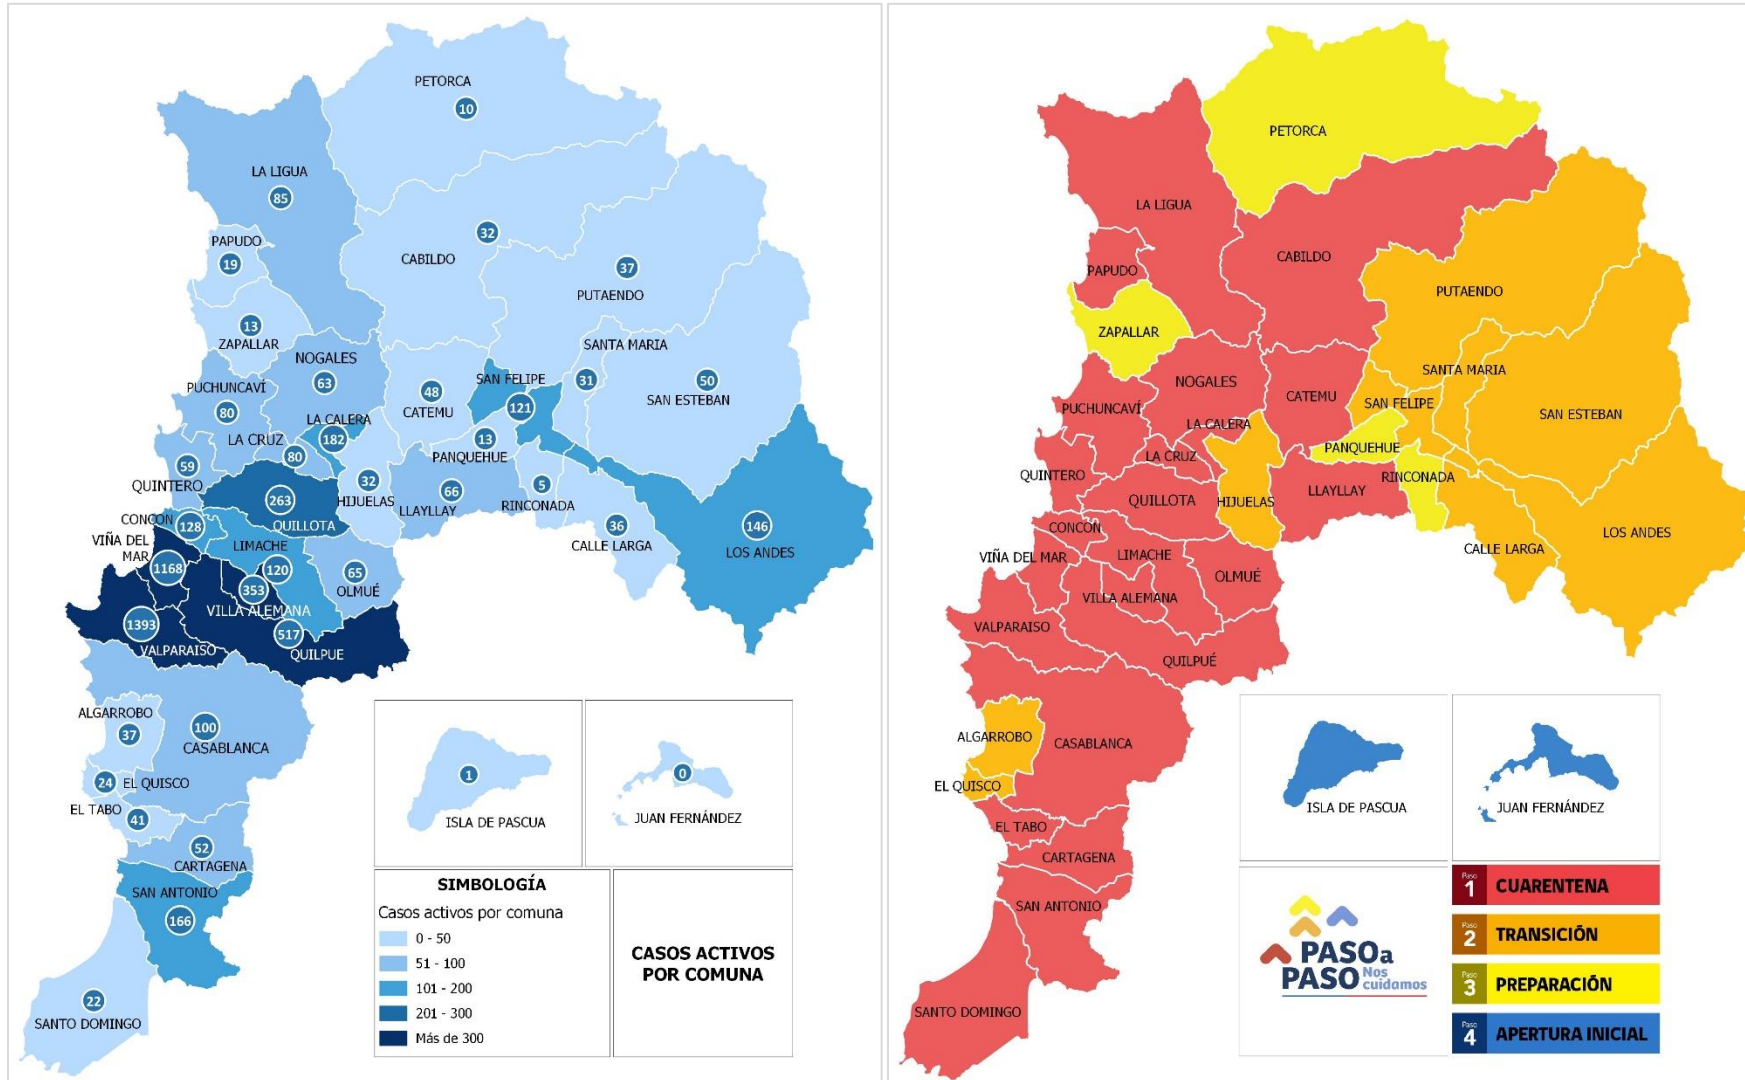 PETORCA
10
LA LIGUA
85
PAPUDO
19
32
CABILDO
37
PUTAENDO
13
ZAPALLAR
SANTA MARIA
31
50
SAN ESTEBAN
NOGALES
63
PUCHUNCAVÍ
80
48
CATEMU
SAN FELIPE
121
LA CALERA
182
LA CRUZ
80
13
PANQUEHUE
59
QUINTERO
263
QUILLOTA
32
HIJUELAS
66
LLAYLLAY
5
RINCONADA
36
CALLE LARGA
146
LOS ANDES
CONCON
128
VIÑA DEL
MAR
1168
LIMACHE
120
353
VILLA ALEMANA
65
OLMUÉ
1393
VALPARAISO
517
QUILPUE
ALGARROBO
37
100
CASABLANCA
24
EL QUISCO
EL TABO
41
52
CARTAGENA
SAN ANTONIO
166
22
SANTO DOMINGO
1
ISLA DE PASCUA
0
JUAN FERNÁNDEZ
SIMBOLOGÍA
Casos activos por comuna
0 - 50
51 - 100
101 - 200
201 - 300
Más de 300
CASOS ACTIVOS
POR COMUNA
PETORCA
LA LIGUA
CABILDO
PAPUDO
PUTAENDO
ZAPALLAR
SANTA MARIA
NOGALES
CATEMU
SAN FELIPE
SAN ESTEBAN
PUCHUNCAVÍ
LA CALERA
PANQUEHUE
LA CRUZ
QUINTERO
RINCONADA
QUILLOTA
HIJUELAS
LLAYLLAY
CONCÓN
LOS ANDES
VIÑA DEL MAR
LIMACHE
CALLE LARGA
OLMUÉ
VILLA ALEMANA
VALPARAISO
QUILPUÉ
ALGARROBO
CASABLANCA
EL QUISCO
EL TABO
CARTAGENA
SAN ANTONIO
SANTO DOMINGO
ISLA DE PASCUA
JUAN FERNÁNDEZ
PASO a
PASO Nos
cuidamos
Paso
1 CUARENTENA
Paso
2 TRANSICIÓN
Paso
3 PREPARACIÓN
Paso
4 APERTURA INICIAL